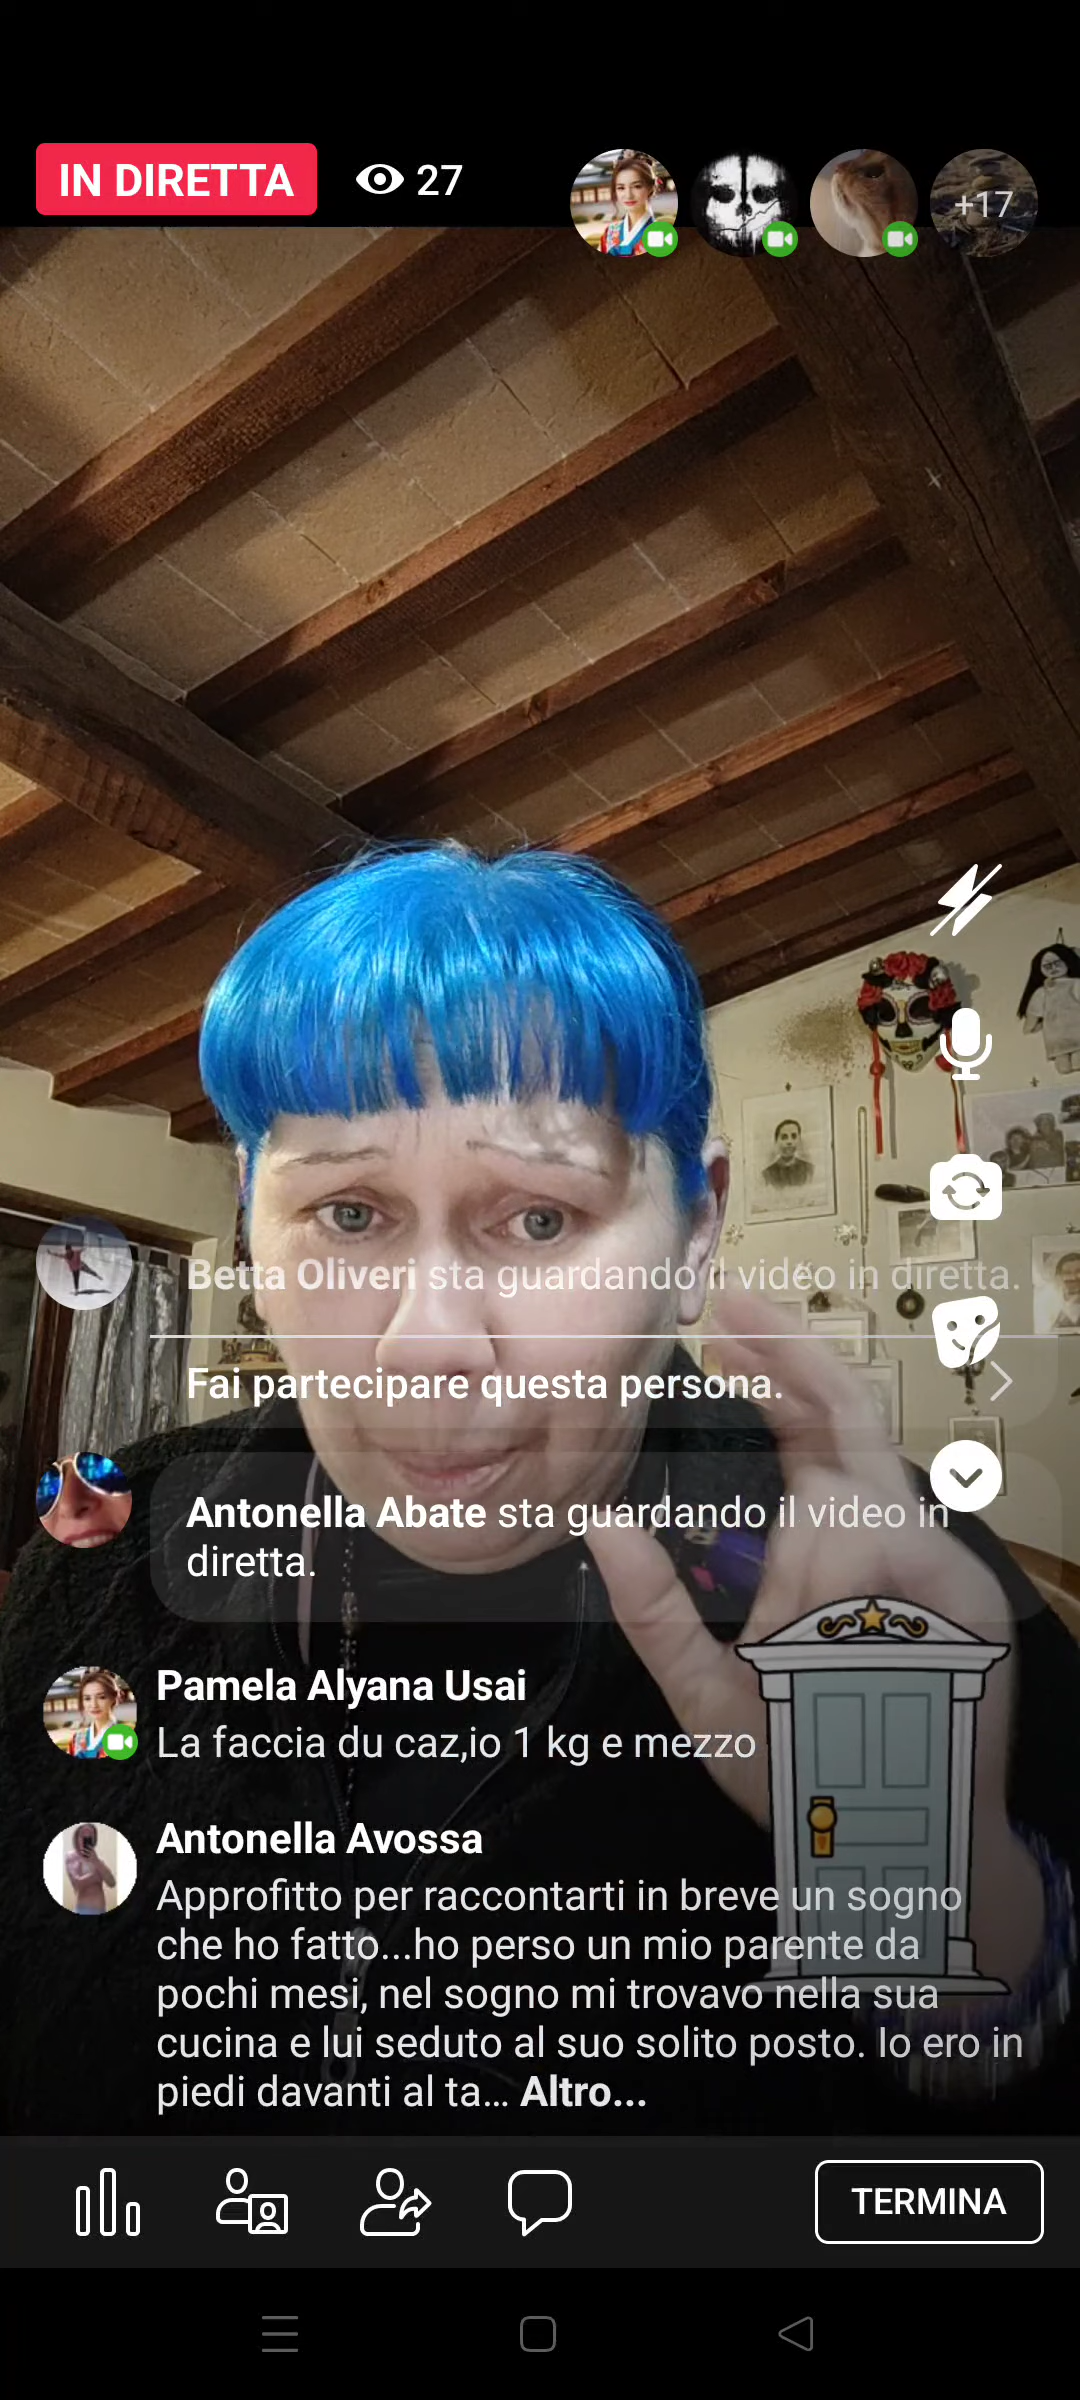 IN DIRETTA
27
+17
Betta Oliveri sta guardando il video in diretta.
Fai partecipare questa persona.
Antonella Abate sta guardando il video in
diretta.
Pamela Alyana Usai
La faccia du caz,io 1 kg e mezzo
Antonella Avossa
Approfitto per raccontarti in breve un sogno
che ho fatto...ho perso un mio parente da
pochi mesi, nel sogno mi trovavo nella sua
cucina e lui seduto al suo solito posto. Io ero in
piedi davanti al ta… Altro...
TERMINA